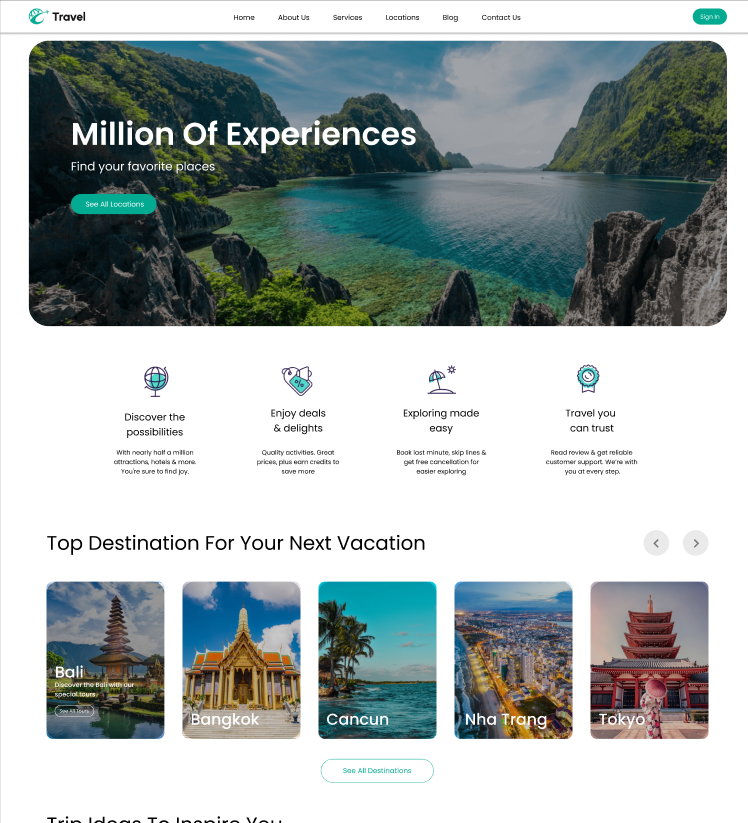 Travel
Home About Us Services Locations Blog Contact Us
Sign In
Million Of Experiences
Find your favorite places
See All Locations
Discover the
possibilities
With nearly half a million
attractions, hotels & more.
You're sure to find joy.
Enjoy deals
& delights
Quality activities. Great
prices, plus earn credits to
save more
Exploring made
easy
Book last minute, skip lines &
get free cancellation for
easier exploring
Travel you
can trust
Read review & get reliable
customer support. We're with
you at every step.
Top Destination For Your Next Vacation
Bali
Discover the Bali with our
special tours
See All Tours
Bangkok
Cancun
Nha Trang
Tokyo
See All Destinations
Trip Ideas To Inspire You